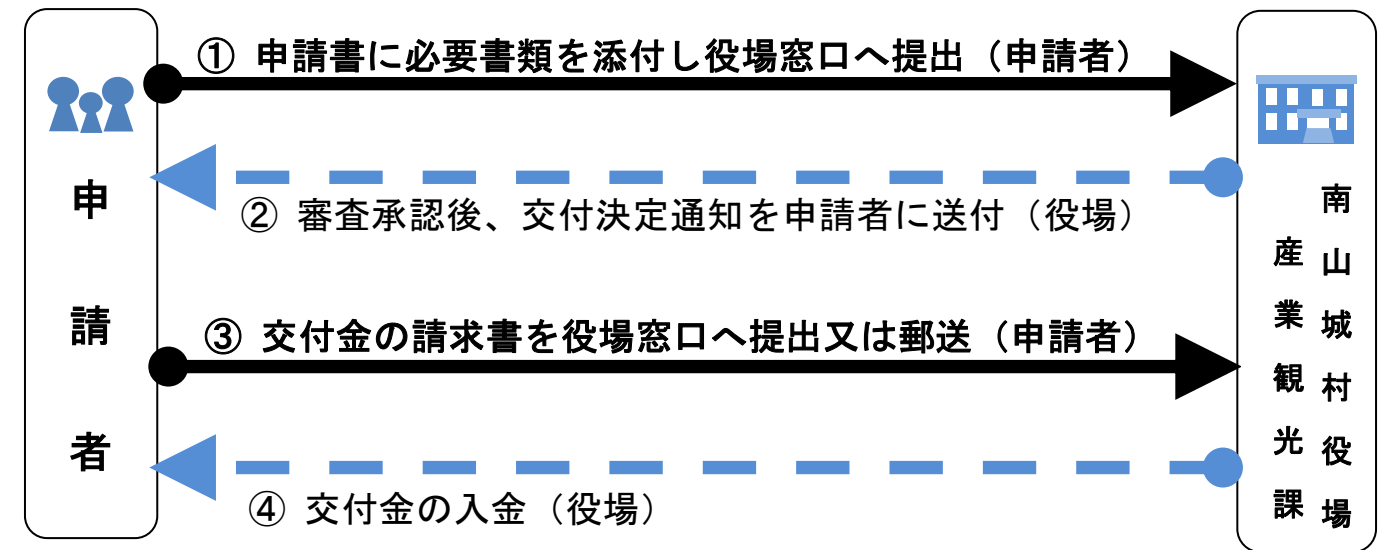 ① 申請書に必要書類を添付し役場窓口へ提出（申請者）
② 審査承認後、交付決定通知を申請者に送付（役場）
③ 交付金の請求書を役場窓口へ提出又は郵送（申請者）
④ 交付金の入金（役場）
申請者
南山城村役場
産業観光課